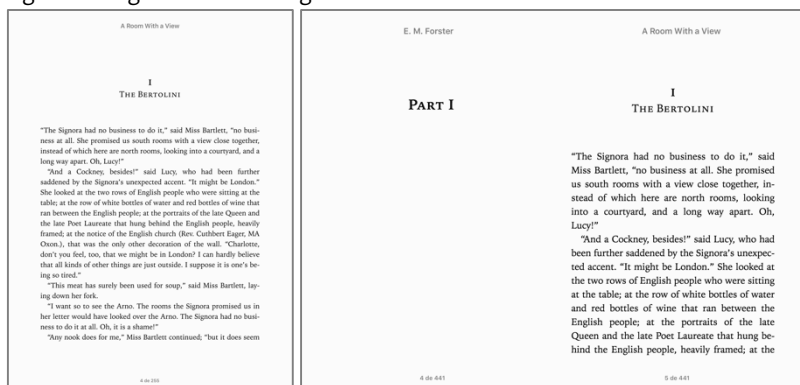 A Room With a View
I
The Bertolini
“The Signora had no business to do it,” said Miss Bartlett, “no busi-
ness at all. She promised us south rooms with a view close together,
instead of which here are north rooms, looking into a courtyard, and a
long way apart. Oh, Lucy!”
“And a Cockney, besides!” said Lucy, who had been further
saddened by the Signora’s unexpected accent. “It might be London.”
She looked at the two rows of English people who were sitting at the
table; at the row of white bottles of water and red bottles of wine that
ran between the English people; at the portraits of the late Queen and
the late Poet Laureate that hung behind the English people, heavily
framed; at the notice of the English church (Rev. Cuthbert Eager, MA
Oxon.), that was the only other decoration of the wall. “Charlotte,
don’t you feel, too, that we might be in London? I can hardly believe
that all kinds of other things are just outside. I suppose it is one’s be-
ing so tired.”
“This meat has surely been used for soup,” said Miss Bartlett, lay-
ing down her fork.
“I want so to see the Arno. The rooms the Signora promised us in
her letter would have looked over the Arno. The Signora had no busi-
ness to do it at all. Oh, it is a shame!”
“Any nook does for me,” Miss Bartlett continued; “but it does seem
E. M. Forster
Part I
4 de 441
A Room With a View
I
The Bertolini
“The Signora had no business to do it,” said
Miss Bartlett, “no business at all. She promised
us south rooms with a view close together, in-
stead of which here are north rooms, looking
into a courtyard, and a long way apart. Oh,
Lucy!”
“And a Cockney, besides!” said Lucy, who had
been further saddened by the Signora’s unexpec-
ted accent. “It might be London.” She looked at
the two rows of English people who were sitting
at the table; at the row of white bottles of water
and red bottles of wine that ran between the
English people; at the portraits of the late
Queen and the late Poet Laureate that hung be-
hind the English people, heavily framed; at the
5 de 441